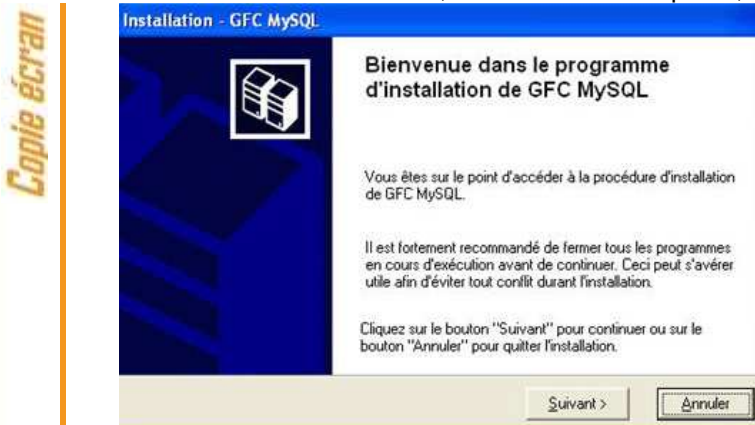 Copie écran
Installation - GFC MySQL
Bienvenue dans le programme
d'installation de GFC MySQL
Vous êtes sur le point d'accéder à la procédure d'installation
de GFC MySQL.
Il est fortement recommandé de fermer tous les programmes
en cours d'exécution avant de continuer. Ceci peut s'avérer
utile afin d'éviter tout conflit durant l'installation.
Cliquez sur le bouton "Suivant" pour continuer ou sur le
bouton "Annuler" pour quitter l'installation.
Suivant >
Annuler